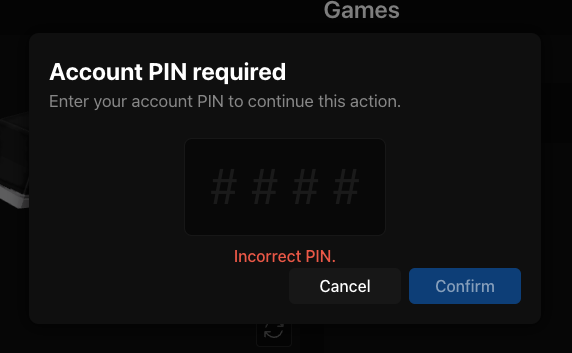 Games
Account PIN required
Enter your account PIN to continue this action.
# # # #
Incorrect PIN.
Cancel
Confirm